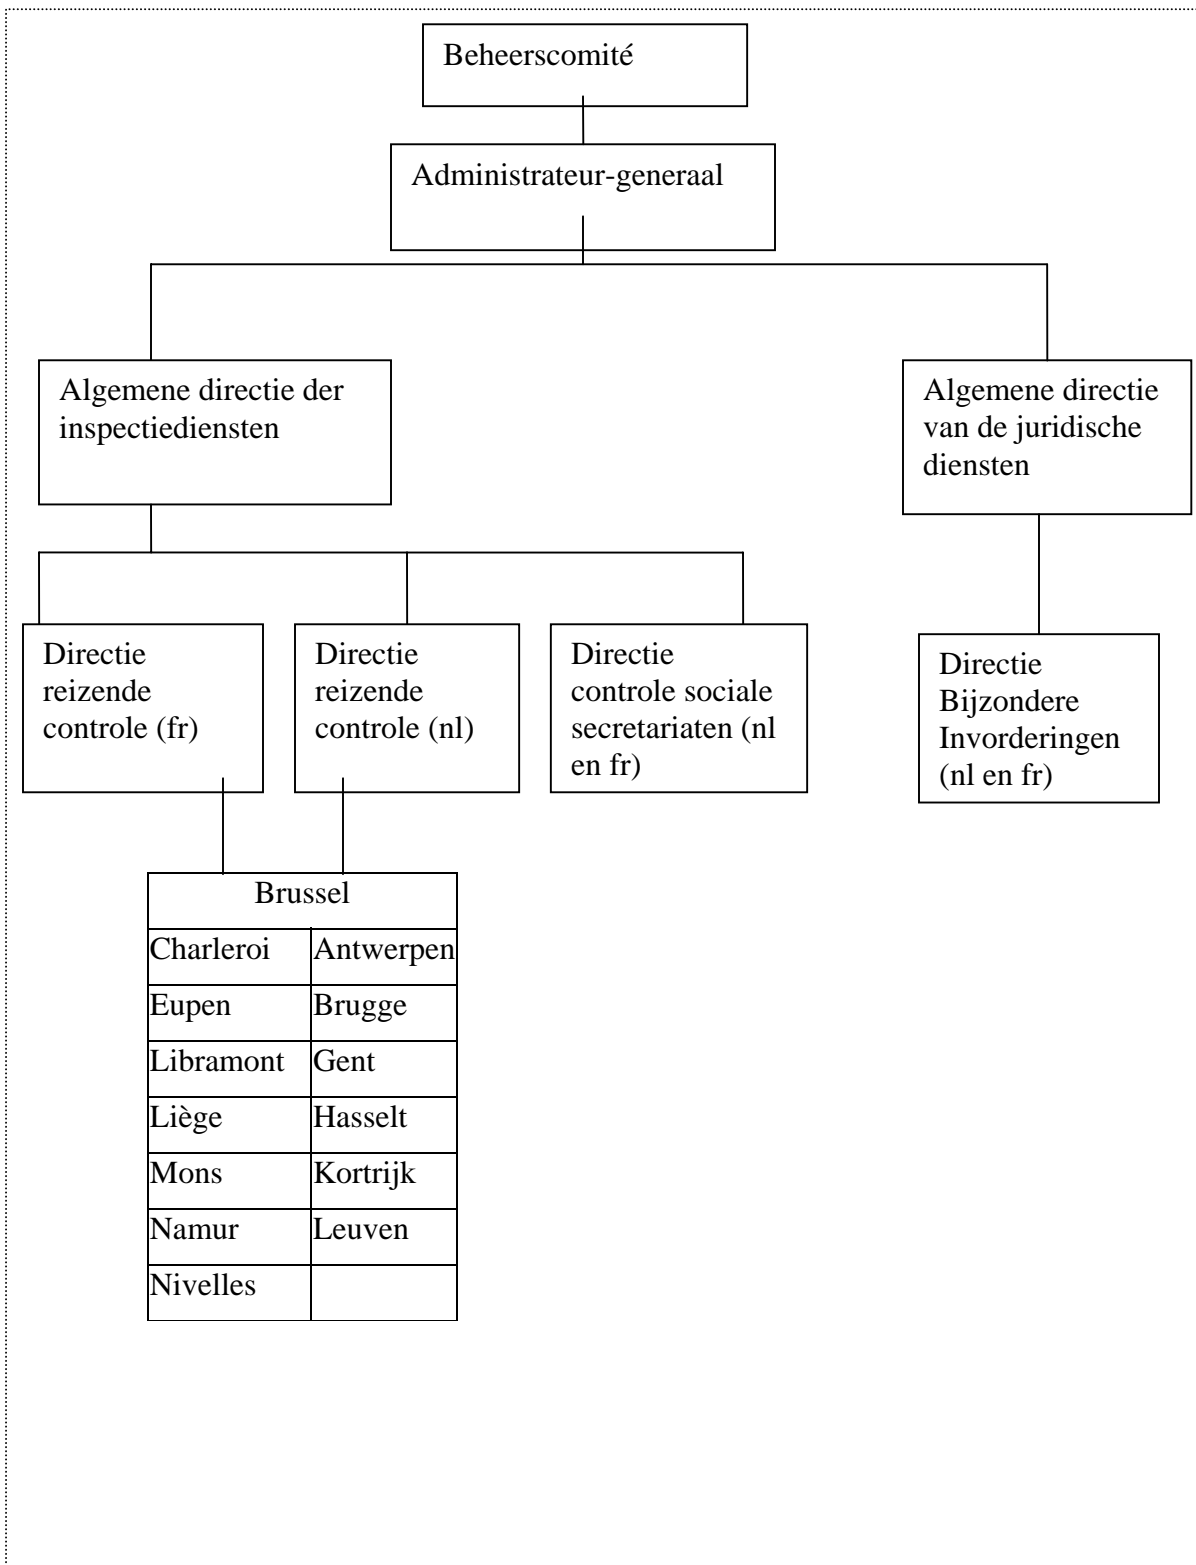 Beheerscomité
Administrateur-generaal
Algemene directie der
inspectiediensten
Algemene directie
van de juridische
diensten
Directie
reizende
controle (fr)
Directie
reizende
controle (nl)
Directie
controle sociale
secretariaten (nl
en fr)
Directie
Bijzondere
Invorderingen
(nl en fr)
Brussel
Charleroi Antwerpen
Eupen Brugge
Libramont Gent
Liège Hasselt
Mons Kortrijk
Namur Leuven
Nivelles